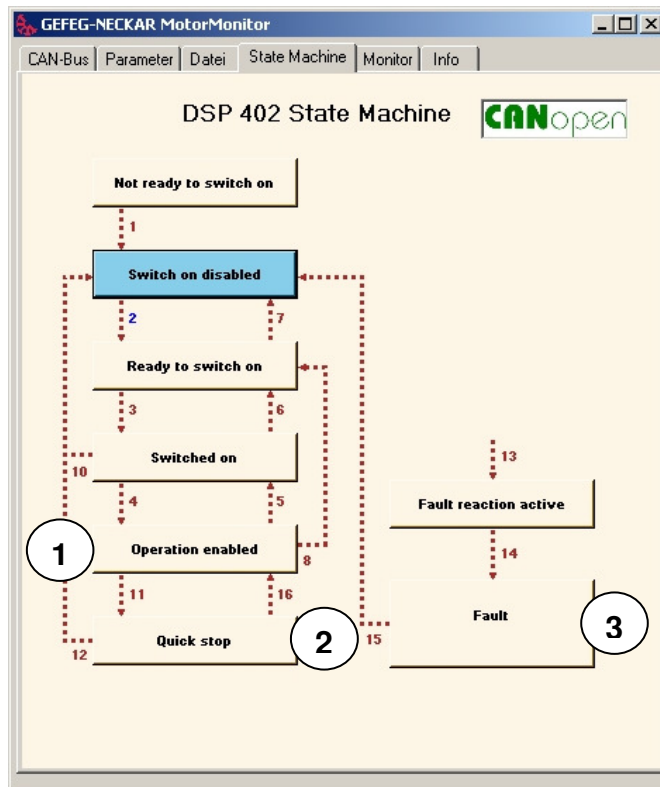 GEFEG-NECKAR MotorMonitor
CAN-Bus Parameter Datei State Machine Monitor Info
DSP 402 State Machine
CANopen
Not ready to switch on
1
Switch on disabled
2 7
Ready to switch on
3 6
Switched on
10
13
4 5
Fault reaction active
1
Operation enabled
8
14
11 16
Fault
3
Quick stop
2
12
15